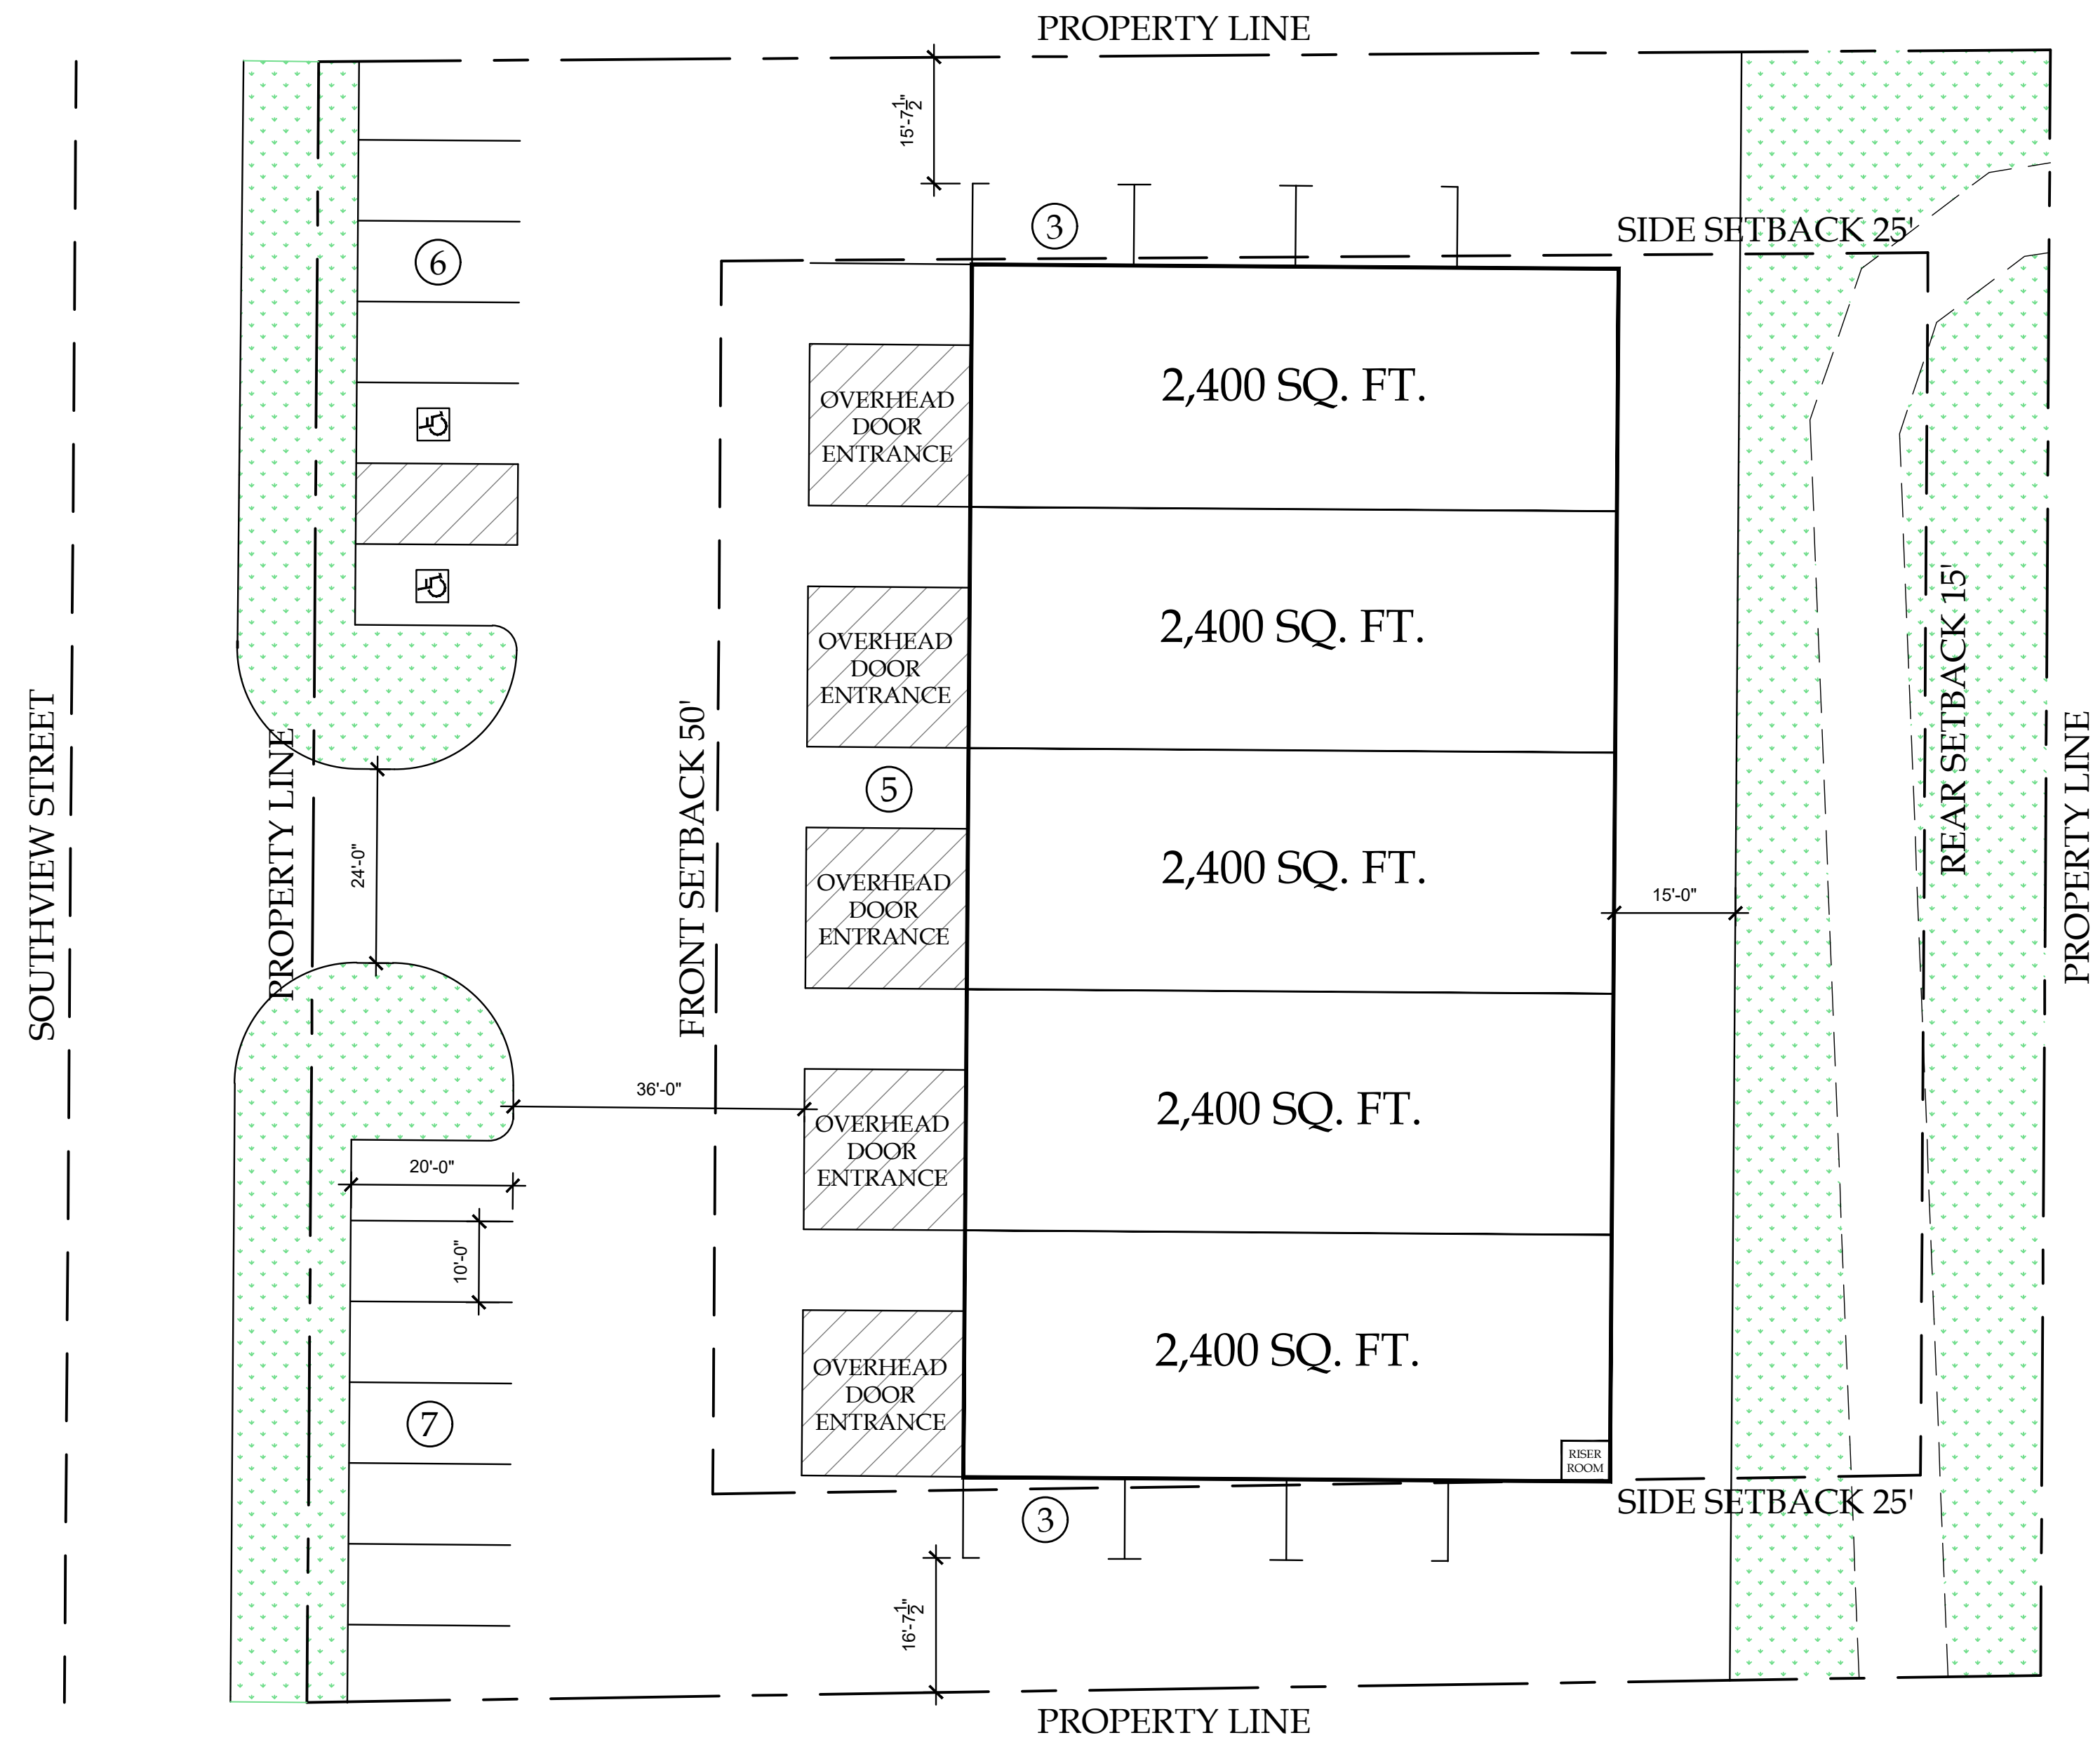 PROPERTY LINE
15'-7 1/2"
3
SIDE SETBACK 25'
6
2,400 SQ. FT.
OVERHEAD
DOOR
ENTRANCE
2,400 SQ. FT.
OVERHEAD
DOOR
ENTRANCE
SOUTHVIEW STREET
PROPERTY LINE
FRONT SETBACK 50'
REAR SETBACK 15'
PROPERTY LINE
5
24'-0"
2,400 SQ. FT.
OVERHEAD
DOOR
ENTRANCE
15'-0"
36'-0"
2,400 SQ. FT.
OVERHEAD
DOOR
ENTRANCE
20'-0"
10'-0"
2,400 SQ. FT.
OVERHEAD
DOOR
ENTRANCE
7
RISER
ROOM
SIDE SETBACK 25'
3
16'-7 1/2"
PROPERTY LINE